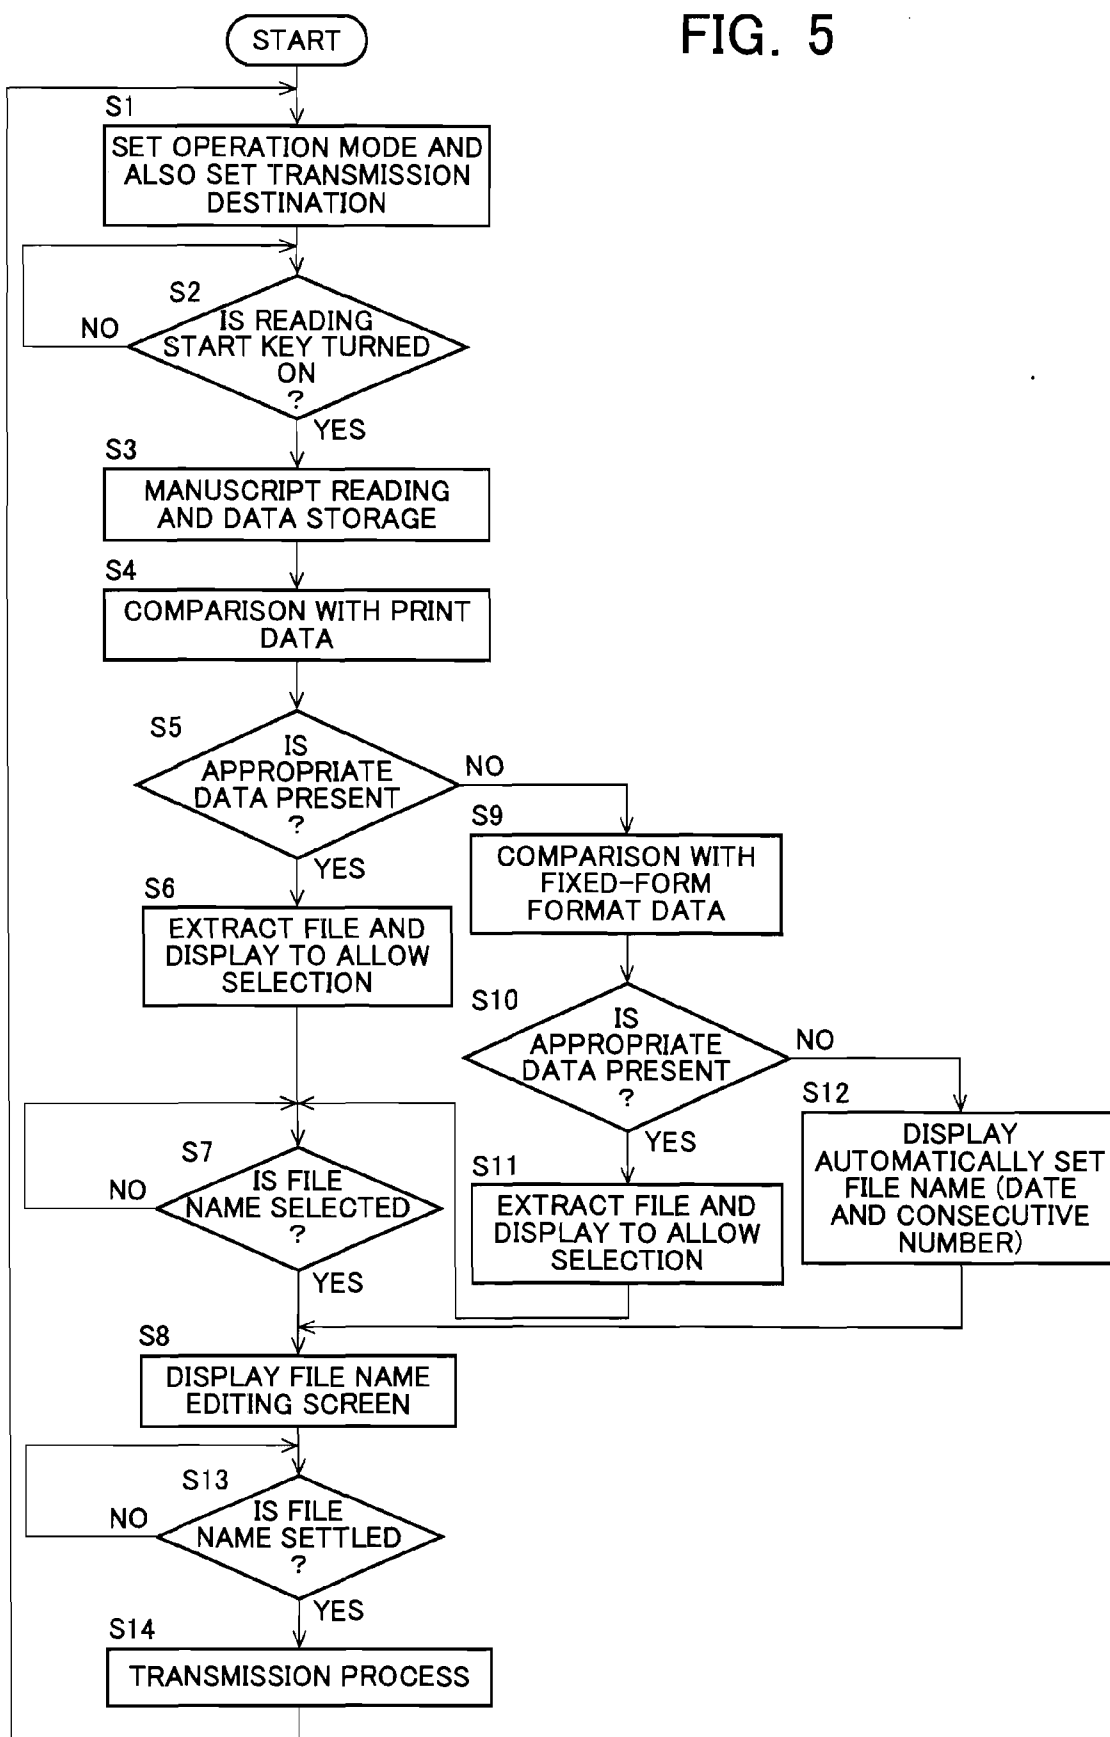 FIG. 5
START
S1
SET OPERATION MODE AND
ALSO SET TRANSMISSION
DESTINATION
S2
IS READING
START KEY TURNED
ON
?
NO
YES
S3
MANUSCRIPT READING
AND DATA STORAGE
S4
COMPARISON WITH PRINT
DATA
S5
IS
APPROPRIATE
DATA PRESENT
?
NO
YES
S6
EXTRACT FILE AND
DISPLAY TO ALLOW
SELECTION
S9
COMPARISON WITH
FIXED-FORM
FORMAT DATA
S10
IS
APPROPRIATE
DATA PRESENT
?
NO
YES
S12
DISPLAY
AUTOMATICALLY SET
FILE NAME (DATE
AND CONSECUTIVE
NUMBER)
S11
EXTRACT FILE AND
DISPLAY TO ALLOW
SELECTION
S7
IS FILE
NAME SELECTED
?
NO
YES
S8
DISPLAY FILE NAME
EDITING SCREEN
S13
IS FILE
NAME SETTLED
?
NO
YES
S14
TRANSMISSION PROCESS